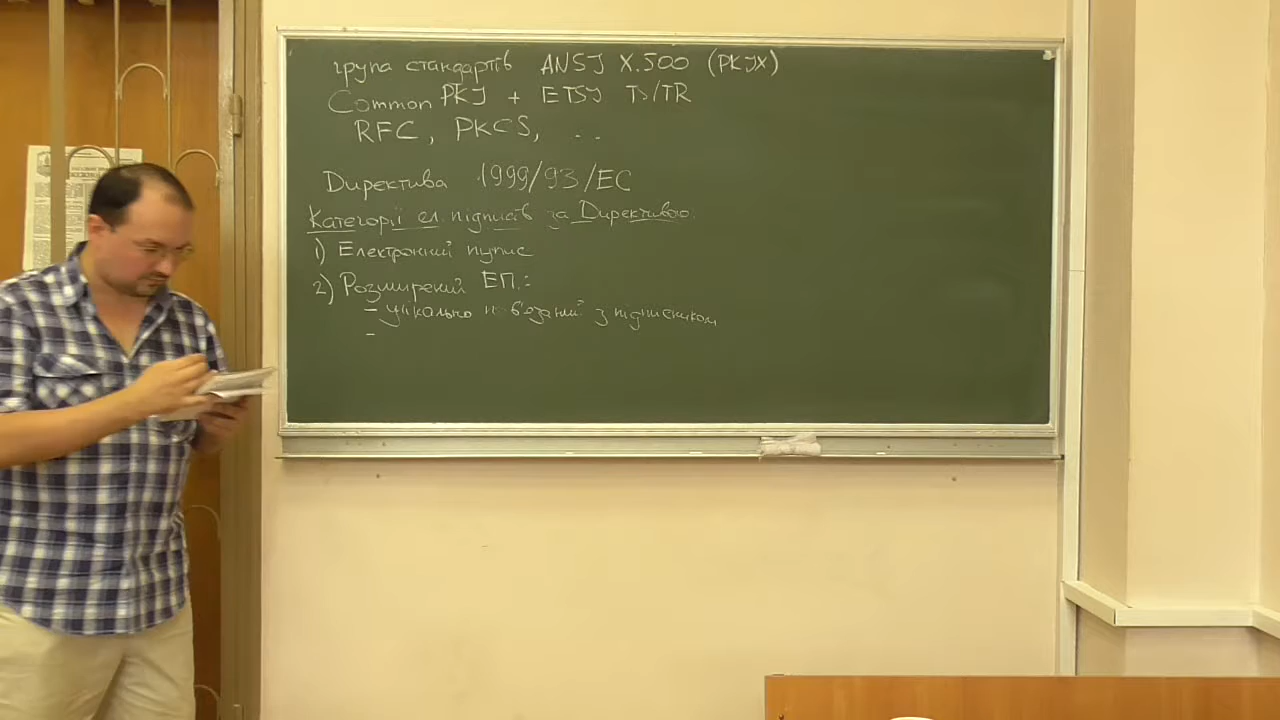 група стандартів ANSI X.500 (PKIX)
Common PKI + ETSI TS/TR
RFC, PKCS, ...
Директива 1999/93/EC
Категорії ел. підписів за Директивою:
1) Електронний підпис
2) Розширений ЕП:
- унікально пов'язаний з підписником
-